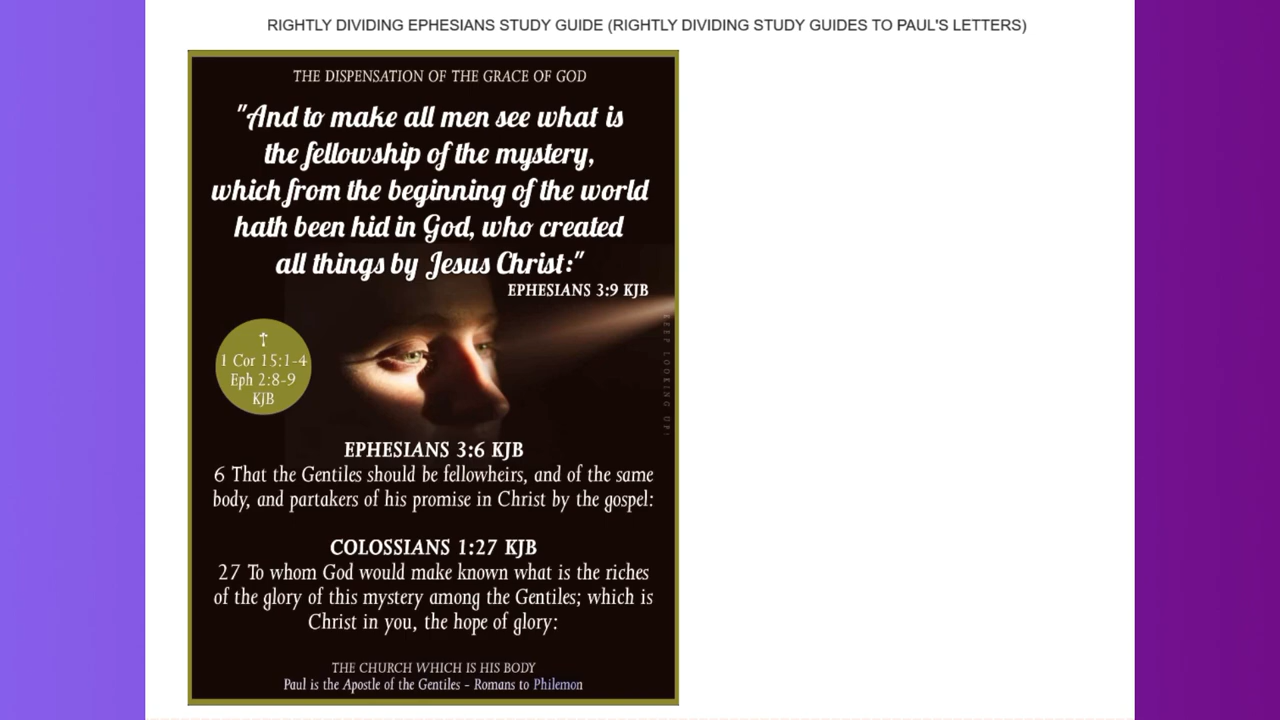 RIGHTLY DIVIDING EPHESIANS STUDY GUIDE (RIGHTLY DIVIDING STUDY GUIDES TO PAUL'S LETTERS)
THE DISPENSATION OF THE GRACE OF GOD
"And to make all men see what is
the fellowship of the mystery,
which from the beginning of the world
hath been hid in God, who created
all things by Jesus Christ:"
EPHESIANS 3:9 KJB
KEEP LOOKING UP!
1 Cor 15:1-4
Eph 2:8-9
KJB
EPHESIANS 3:6 KJB
6 That the Gentiles should be fellowheirs, and of the same
body, and partakers of his promise in Christ by the gospel:
COLOSSIANS 1:27 KJB
27 To whom God would make known what is the riches
of the glory of this mystery among the Gentiles; which is
Christ in you, the hope of glory:
THE CHURCH WHICH IS HIS BODY
Paul is the Apostle of the Gentiles - Romans to Philemon